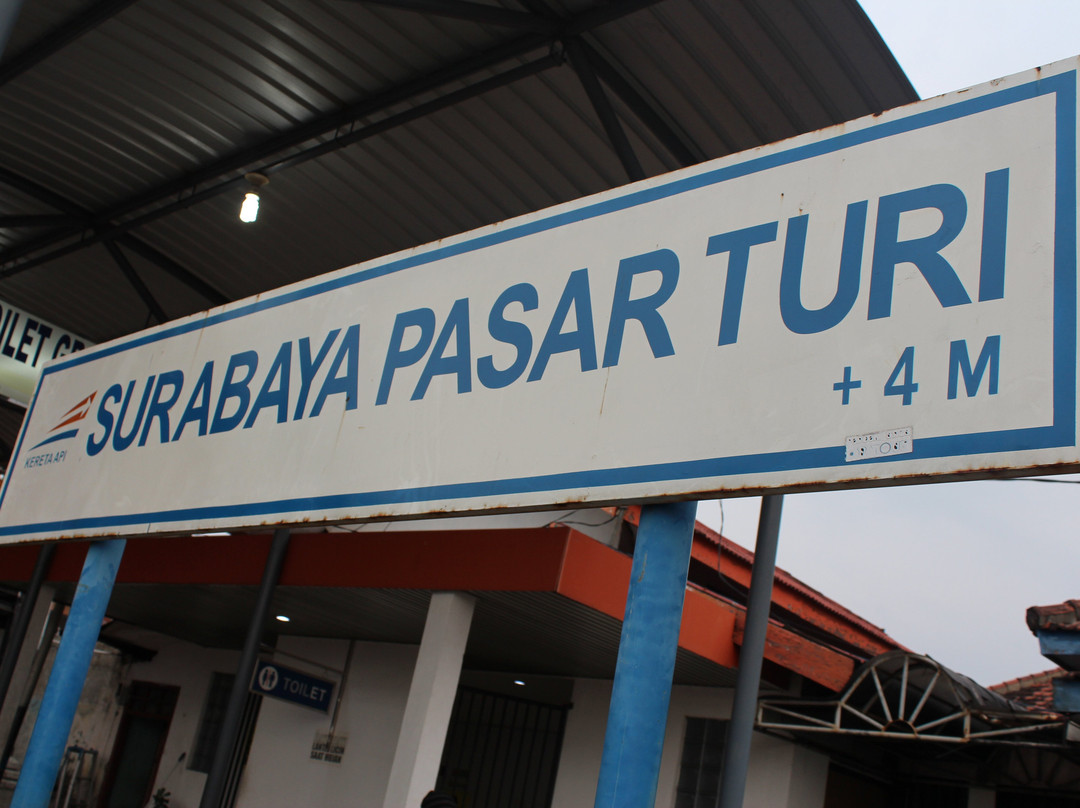 SURABAYA PASAR TURI
+ 4 M
KERETA API
TOILET